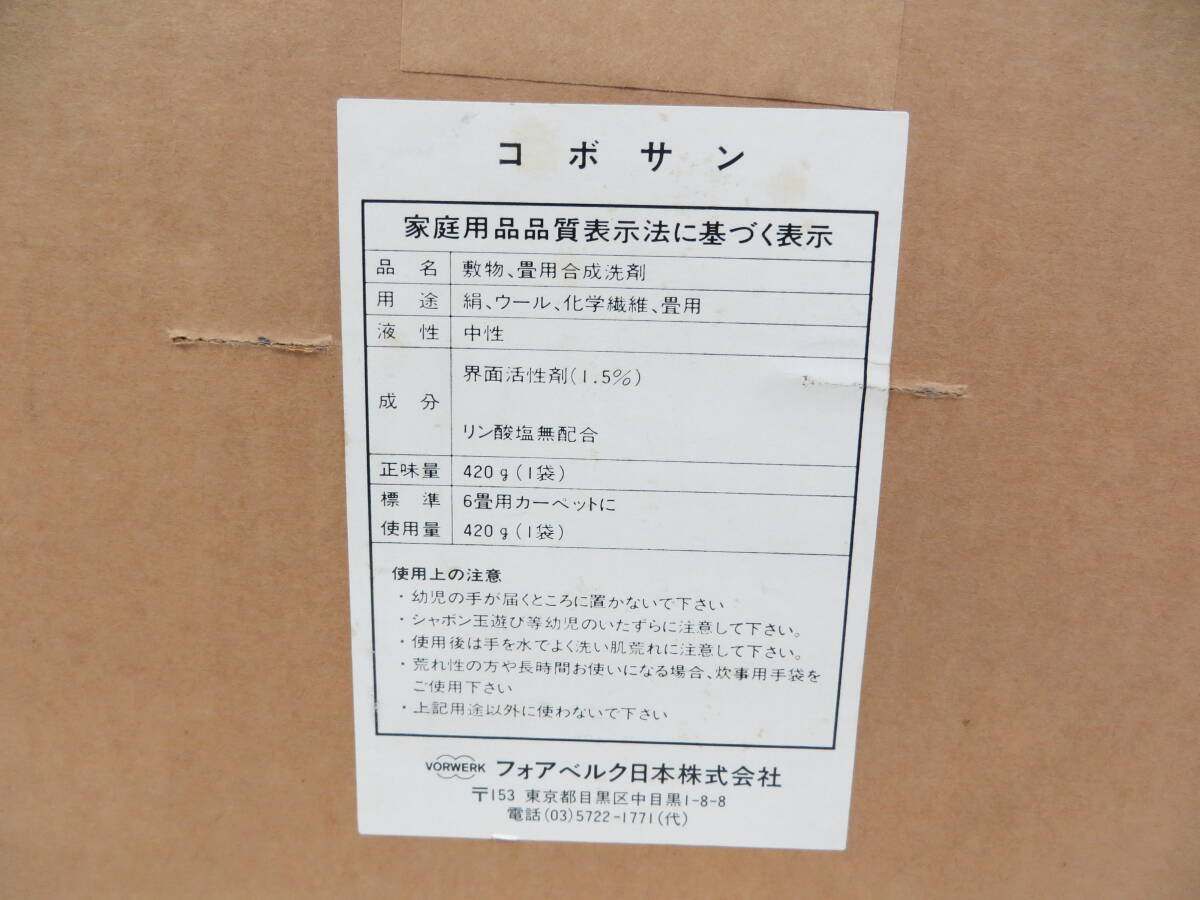 コボサン
家庭用品品質表示法に基づく表示
品名 敷物、畳用合成洗剤
用途 絹、ウール、化学繊維、畳用
液性 中性
成分 界面活性剤(1.5%)
リン酸塩無配合
正味量 420g(1袋)
標準 6畳用カーペットに
使用量 420g(1袋)
使用上の注意
・幼児の手が届くところに置かないで下さい
・シャボン玉遊び等幼児のいたずらに注意して下さい。
・使用後は手を水でよく洗い肌荒れに注意して下さい。
・荒れ性の方や長時間お使いになる場合、炊事用手袋を
ご使用下さい
・上記用途以外に使わないで下さい
VORWERK フォアベルク日本株式会社
〒153 東京都目黒区中目黒1-8-8
電話(03)5722-1771(代)